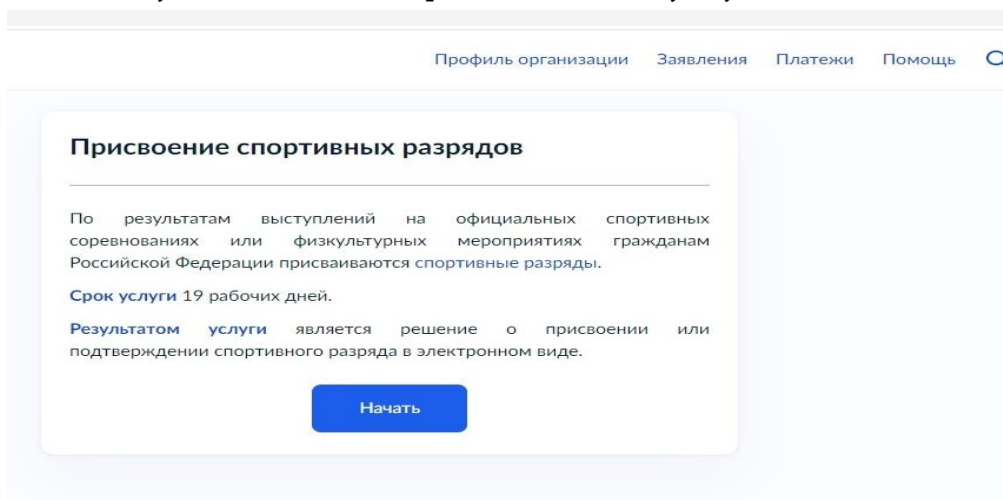 Профиль организации Заявления Платежи Помощь
Присвоение спортивных разрядов
По результатам выступлений на официальных спортивных
соревнованиях или физкультурных мероприятиях гражданам
Российской Федерации присваиваются спортивные разряды.
Срок услуги 19 рабочих дней.
Результатом услуги является решение о присвоении или
подтверждении спортивного разряда в электронном виде.
Начать